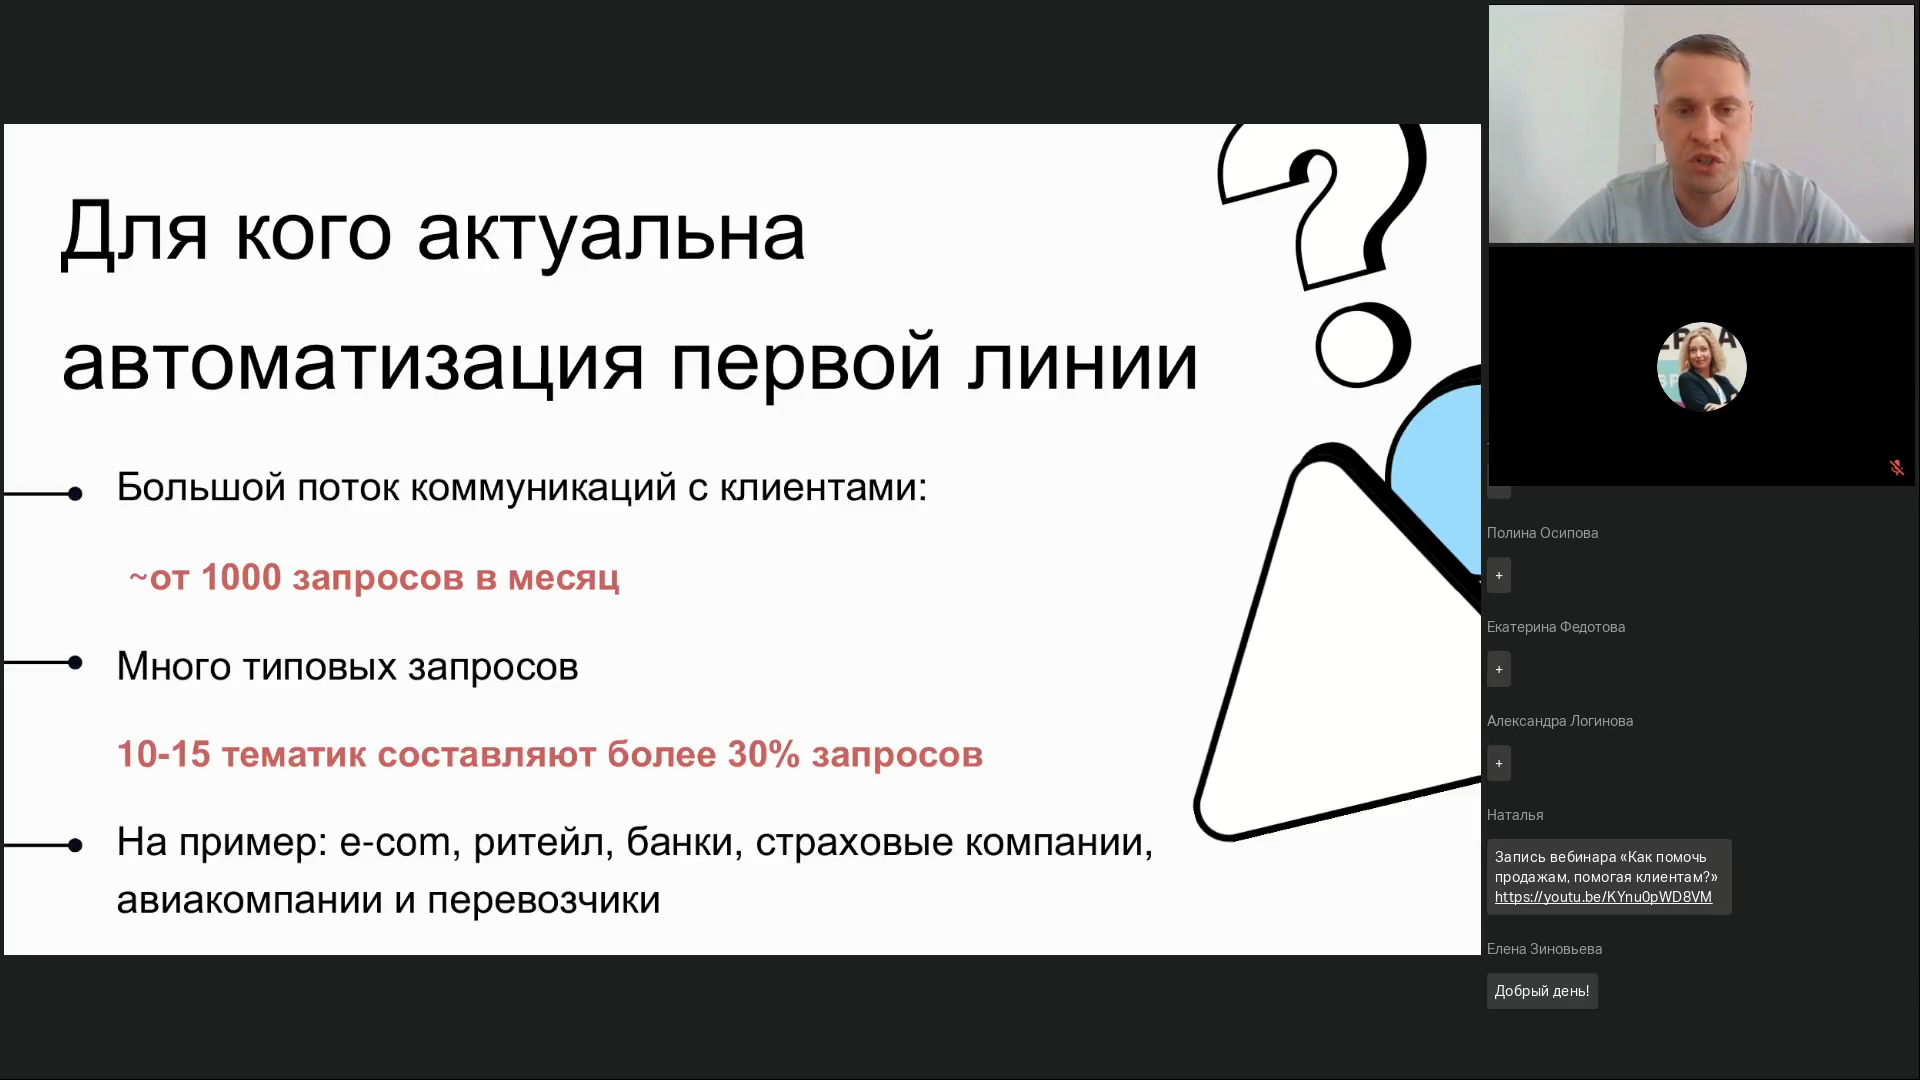 Для кого актуальна
автоматизация первой линии
Большой поток коммуникаций с клиентами:
~от 1000 запросов в месяц
Много типовых запросов
10-15 тематик составляют более 30% запросов
На пример: e-com, ритейл, банки, страховые компании,
авиакомпании и перевозчики
Полина Осипова
+
Екатерина Федотова
+
Александра Логинова
+
Наталья
Запись вебинара «Как помочь
продажам, помогая клиентам?»
https://youtu.be/KYnu0pWD8VM
Елена Зиновьева
Добрый день!